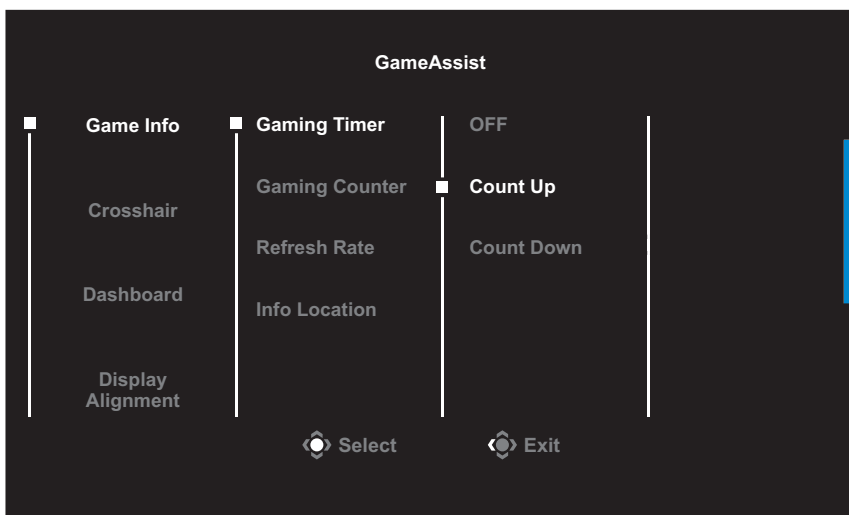 GameAssist
Game Info
Crosshair
Dashboard
Display
Alignment
Gaming Timer
Gaming Counter
Refresh Rate
Info Location
OFF
Count Up
Count Down
Select
Exit